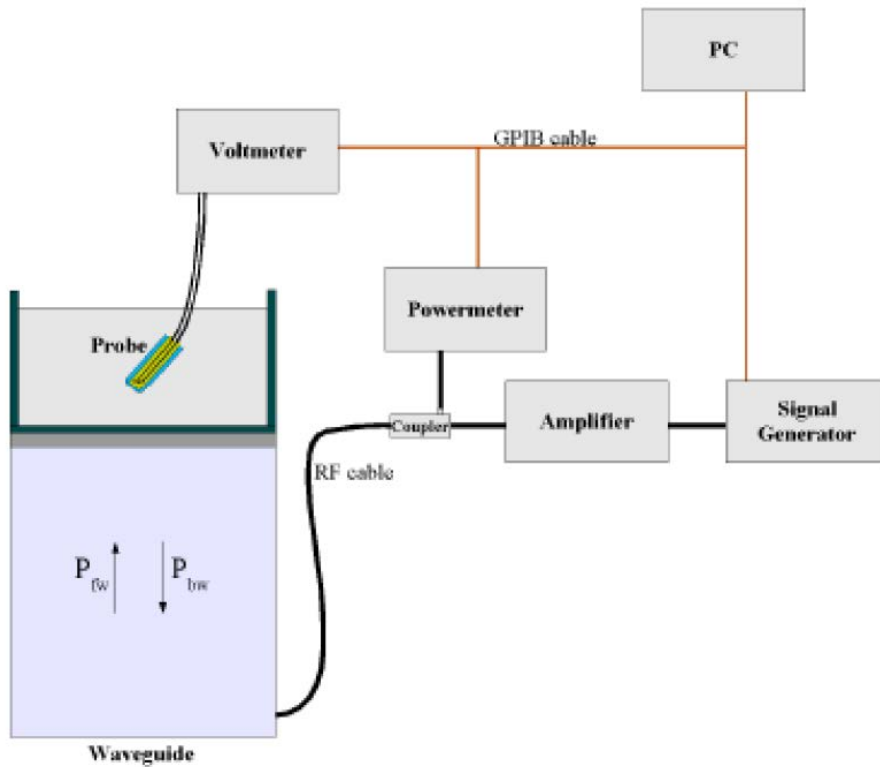 PC
Voltmeter
GPIB cable
Powermeter
Probe
Coupler
Amplifier
Signal
Generator
RF cable
P fw
P bw
Waveguide